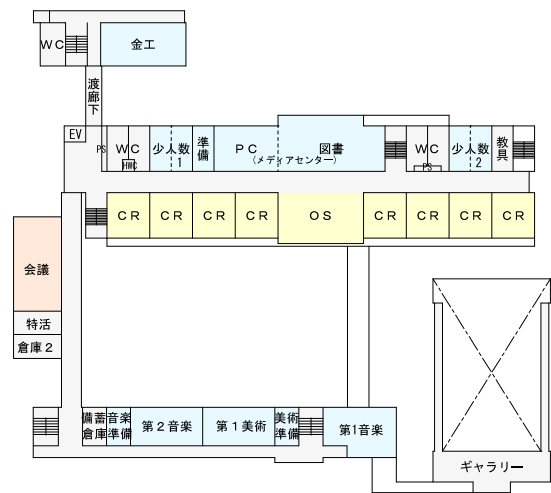 ＷＣ
金工
渡廊下
EV
PS
ＷＣ
HWC
少人数1
準備
ＰＣ
図書
(メディアセンター)
ＷＣ
PS
少人数2
教具
ＣＲ
ＣＲ
ＣＲ
ＣＲ
ＯＳ
ＣＲ
ＣＲ
ＣＲ
ＣＲ
会議
特活
倉庫２
備蓄倉庫
音楽準備
第２音楽
第１美術
美術準備
第1音楽
ギャラリー